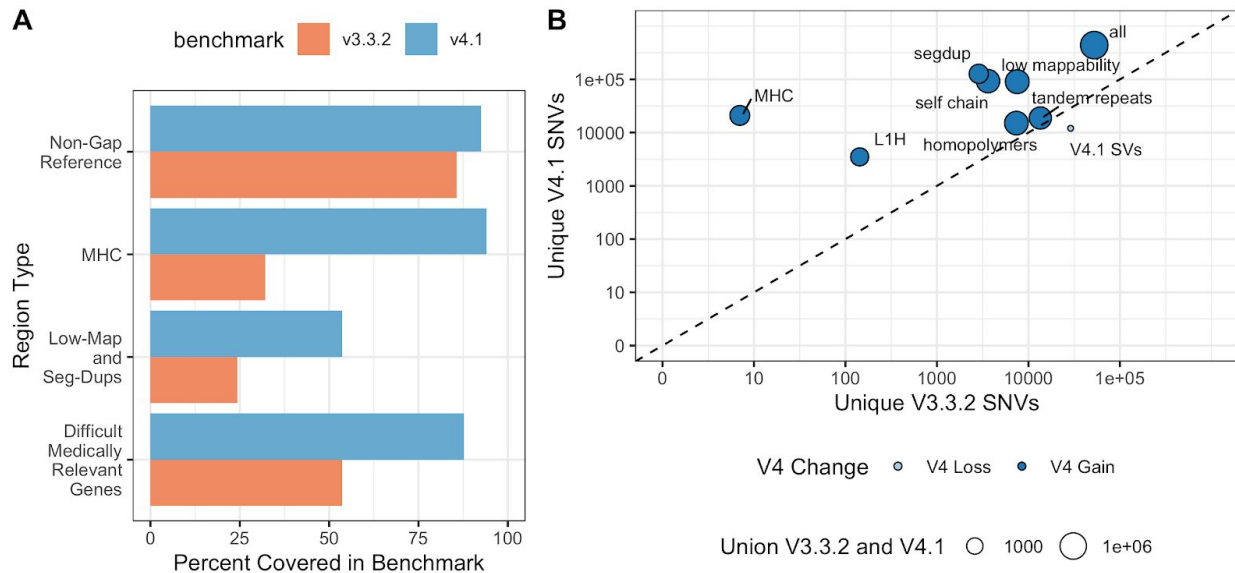 A
benchmark v3.3.2 v4.1
Region Type
Non-Gap
Reference
MHC
Low-Map
and
Seg-Dups
Difficult
Medically
Relevant
Genes
0 25 50 75 100
Percent Covered in Benchmark
B
Unique V4.1 SNVs
1e+05
10000
1000
100
10
0
all
segdup
low mappability
MHC
self chain
tandem repeats
L1H
homopolymers
V4.1 SVs
0 10 100 1000 10000 1e+05
Unique V3.3.2 SNVs
V4 Change V4 Loss V4 Gain
Union V3.3.2 and V4.1 1000 1e+06